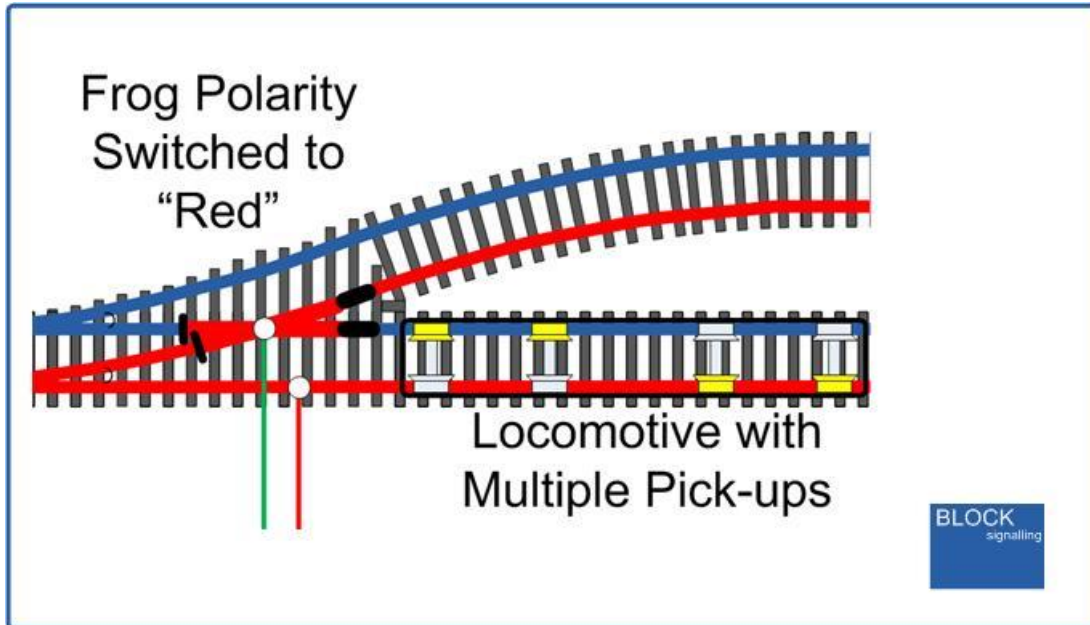 Frog Polarity
Switched to
“Red”
Locomotive with
Multiple Pick-ups
BLOCK
signalling